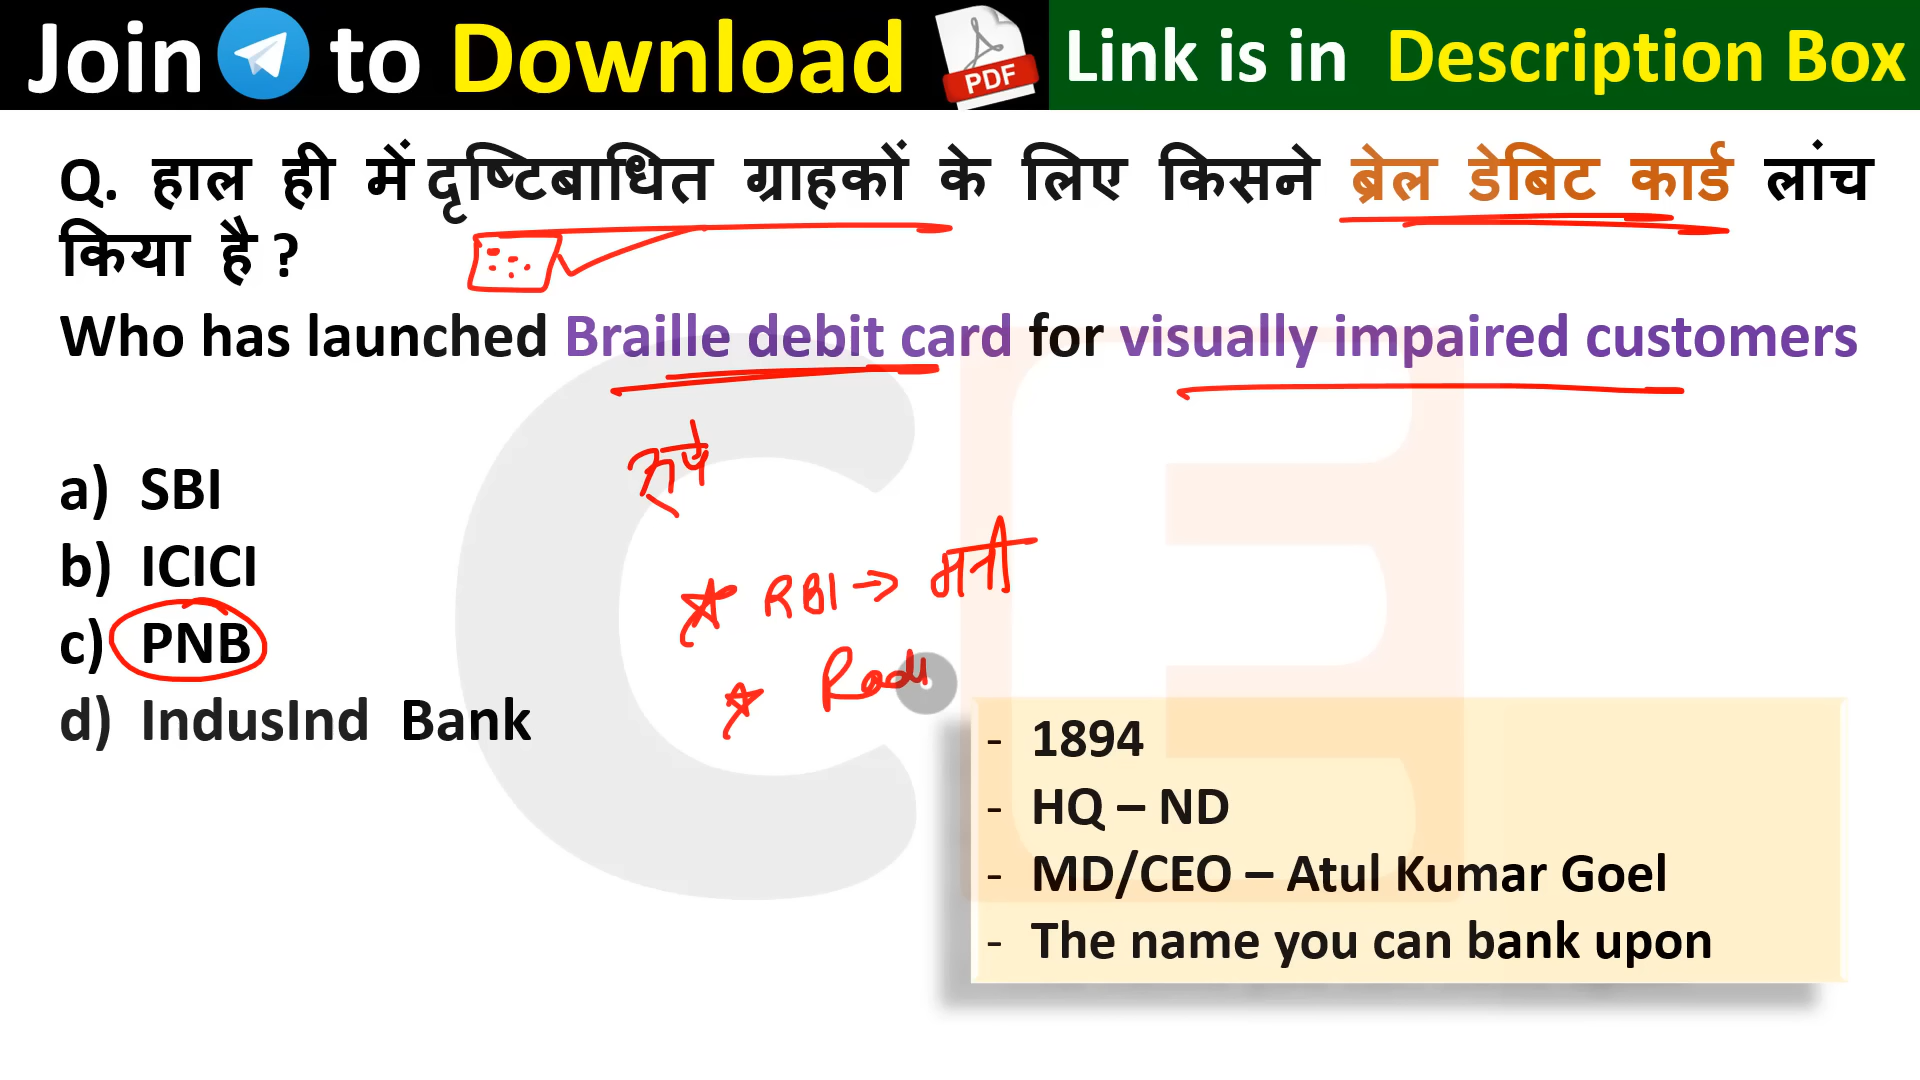 Join to Download PDF Link is in Description Box
Q. हाल ही में दृष्टिबाधित ग्राहकों के लिए किसने ब्रेल डेबिट कार्ड लांच
किया है ?
Who has launched Braille debit card for visually impaired customers
रुपे
a) SBI
b) ICICI
RBI → मनी
c) PNB
d) IndusInd Bank
- 1894
- HQ – ND
- MD/CEO – Atul Kumar Goel
- The name you can bank upon